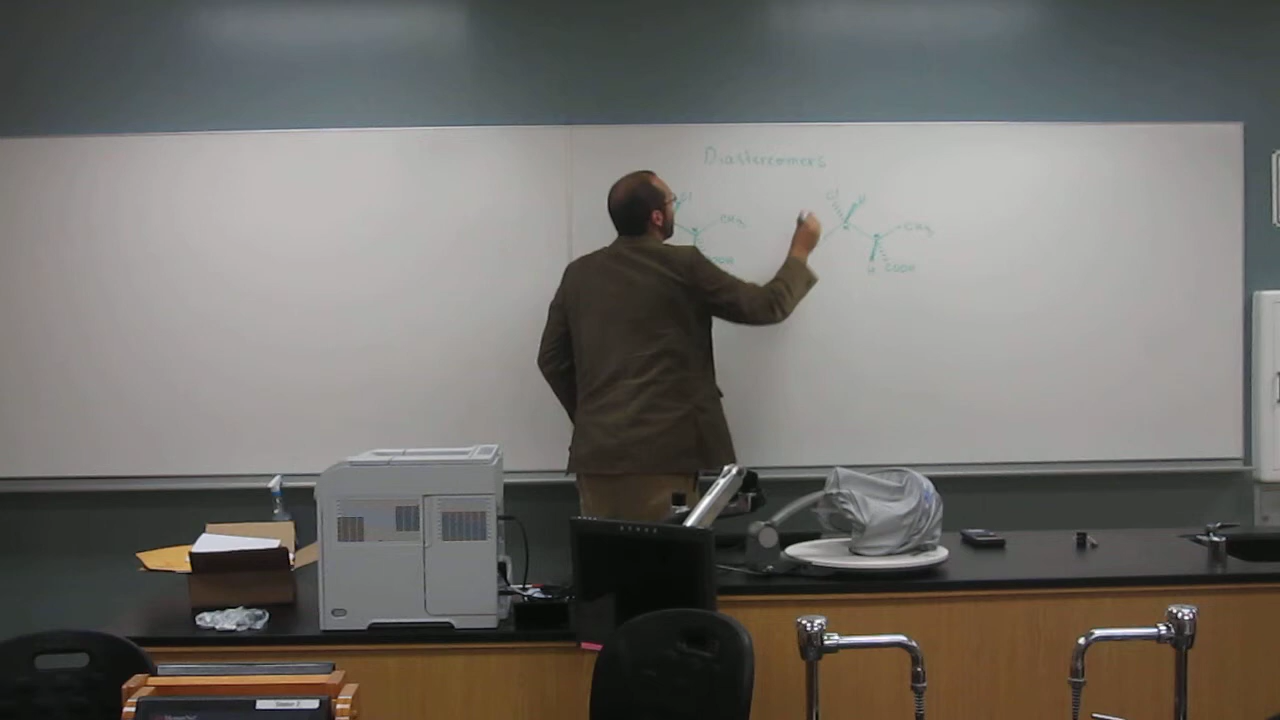 Diastereomers
Cl
Cl H
CH3
CH3
COOH
H COOH